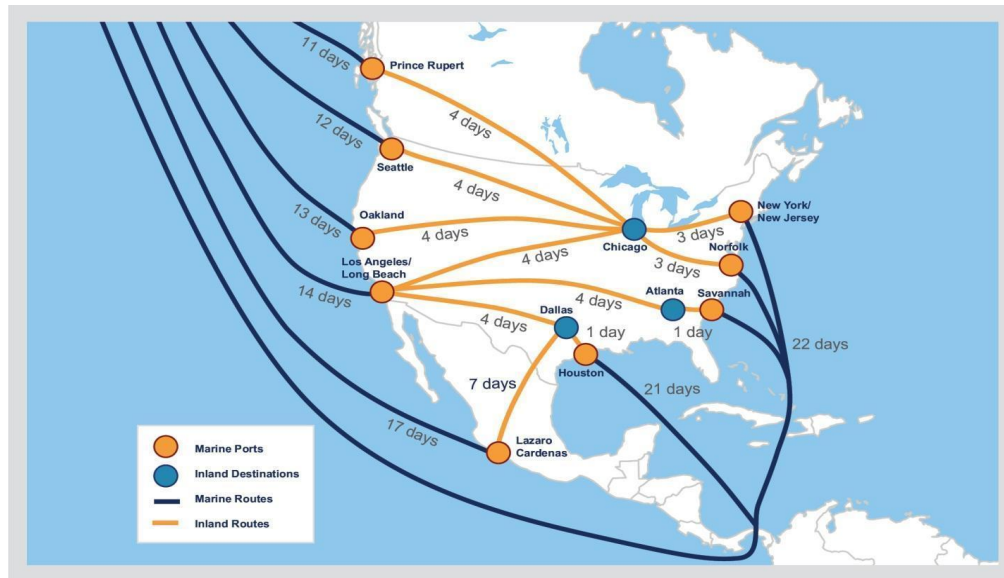 11 days
Prince Rupert
4 days
12 days
Seattle
4 days
13 days
Oakland
4 days
New York/
New Jersey
3 days
Chicago
Norfolk
3 days
Los Angeles/
Long Beach
4 days
14 days
4 days
Atlanta
Savannah
Dallas
4 days
1 day
1 day
22 days
Houston
7 days
21 days
17 days
Lazaro
Cardenas
Marine Ports
Inland Destinations
Marine Routes
Inland Routes